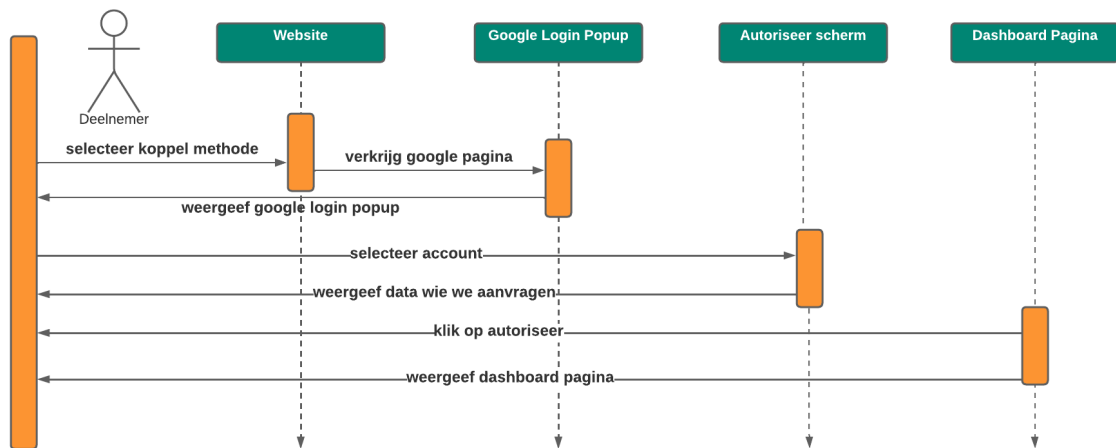 Website
Google Login Popup
Autoriseer scherm
Dashboard Pagina
Deelnemer
selecteer koppel methode
verkrijg google pagina
weergeef google login popup
selecteer account
weergeef data wie we aanvragen
klik op autoriseer
weergeef dashboard pagina